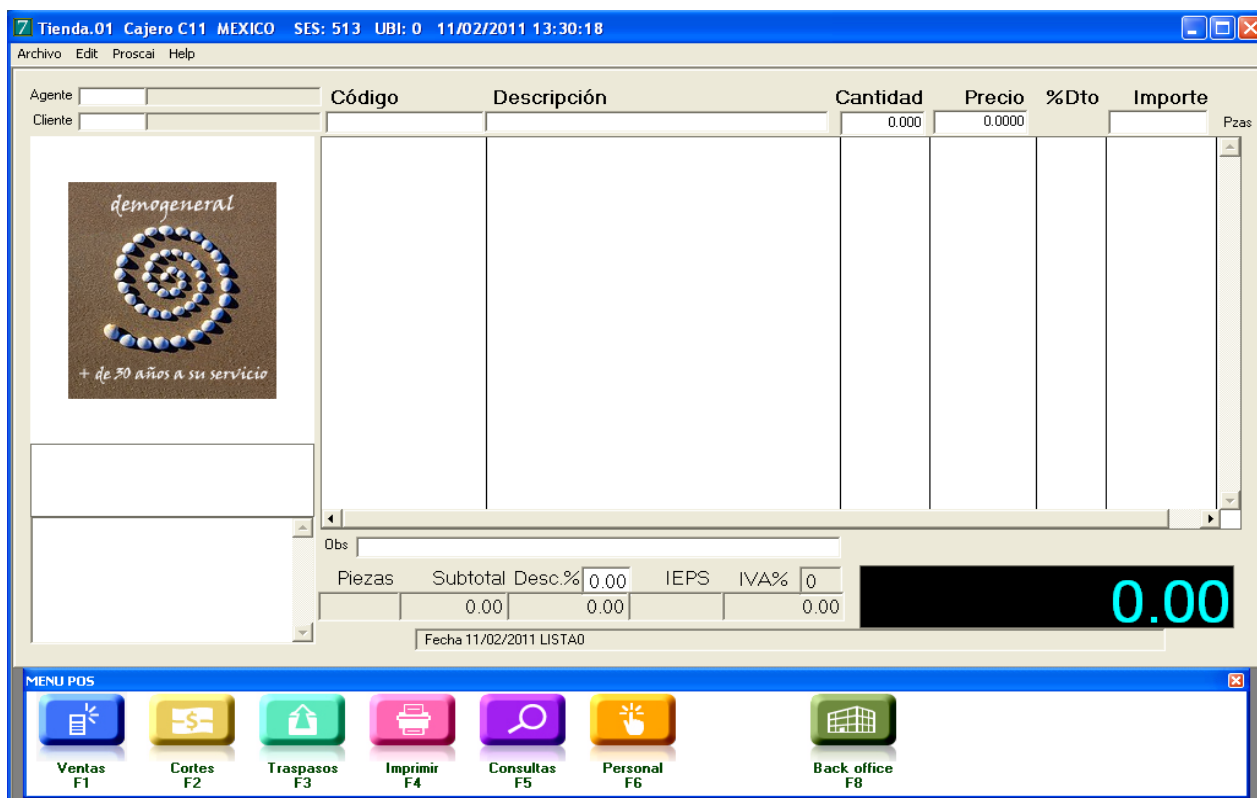 7 Tienda.01 Cajero C11 MEXICO SES: 513 UBI: 0 11/02/2011 13:30:18
Archivo Edit Proscai Help
Agente
Código Descripción Cantidad Precio %Dto Importe
Cliente
0.000 0.0000 Pzas
demogeneral
+ de 30 años a su servicio
Obs
Piezas Subtotal Desc.% 0.00 IEPS IVA% 0
0.00 0.00 0.00
0.00
Fecha 11/02/2011 LISTA0
MENU POS
Ventas Cortes Traspasos Imprimir Consultas Personal Back office
F1 F2 F3 F4 F5 F6 F8